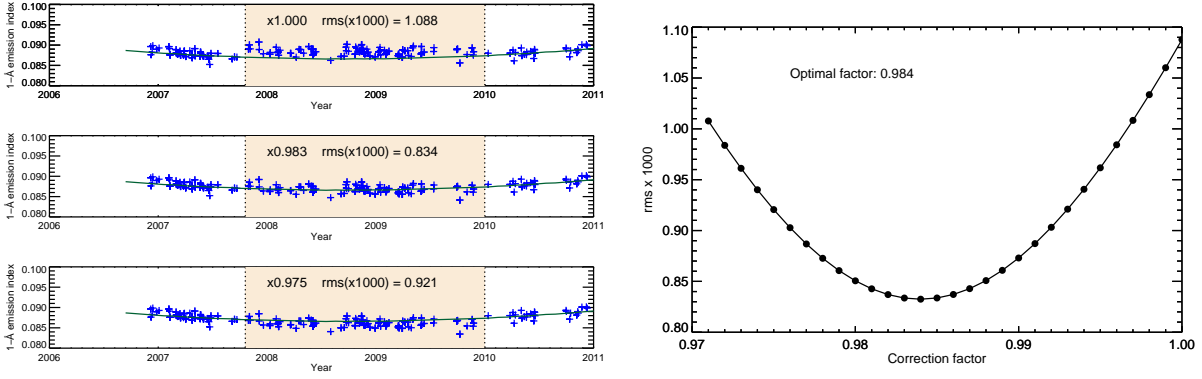 x1.000 rms(x1000) = 1.088
0.100
0.095
0.090
0.085
0.080
1−Å emission index
2006 2007 2008 2009 2010 2011
Year
x0.983 rms(x1000) = 0.834
0.100
0.095
0.090
0.085
0.080
1−Å emission index
2006 2007 2008 2009 2010 2011
Year
x0.975 rms(x1000) = 0.921
0.100
0.095
0.090
0.085
0.080
1−Å emission index
2006 2007 2008 2009 2010 2011
Year
1.10
1.05
1.00
0.95
0.90
0.85
0.80
rms x 1000
Optimal factor: 0.984
0.97 0.98 0.99 1.00
Correction factor